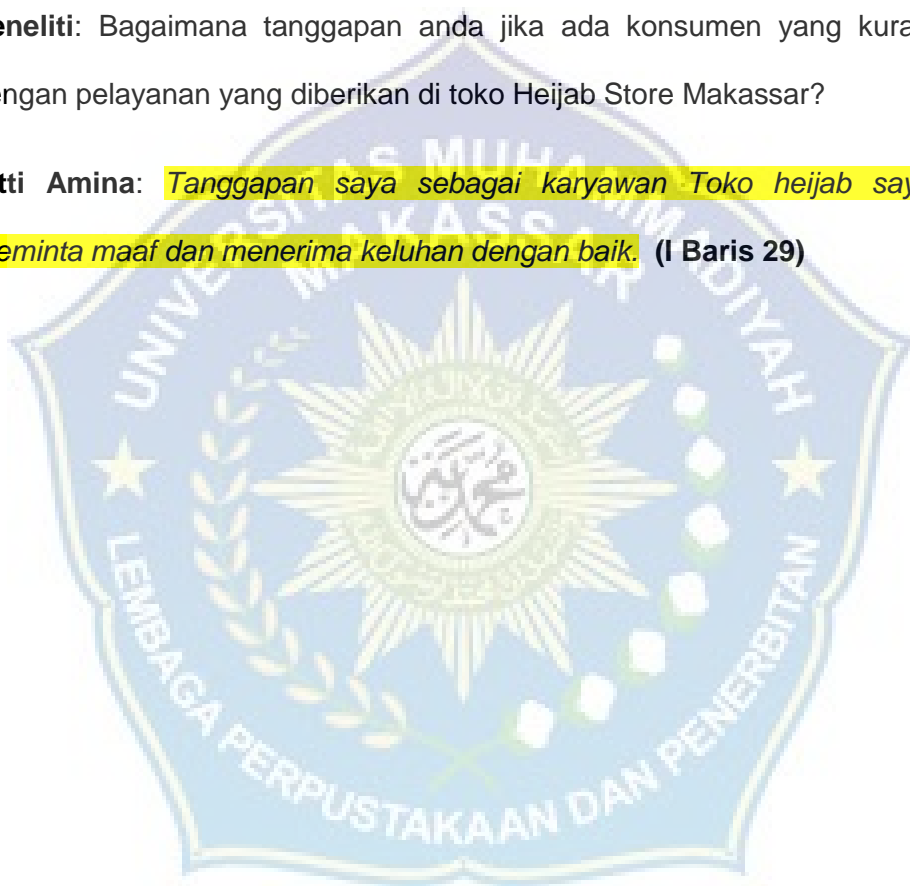 eneliti: Bagaimana tanggapan anda jika ada konsumen yang kura
engan pelayanan yang diberikan di toko Heijab Store Makassar?
tti Amina: Tanggapan saya sebagai karyawan Toko heijab say
eminta maaf dan menerima keluhan dengan baik. (I Baris 29)
UNIVERSITAS MUHAMMADIYAH
MAKASSAR
LEMBAGA PERPUSTAKAAN DAN PENERBITAN